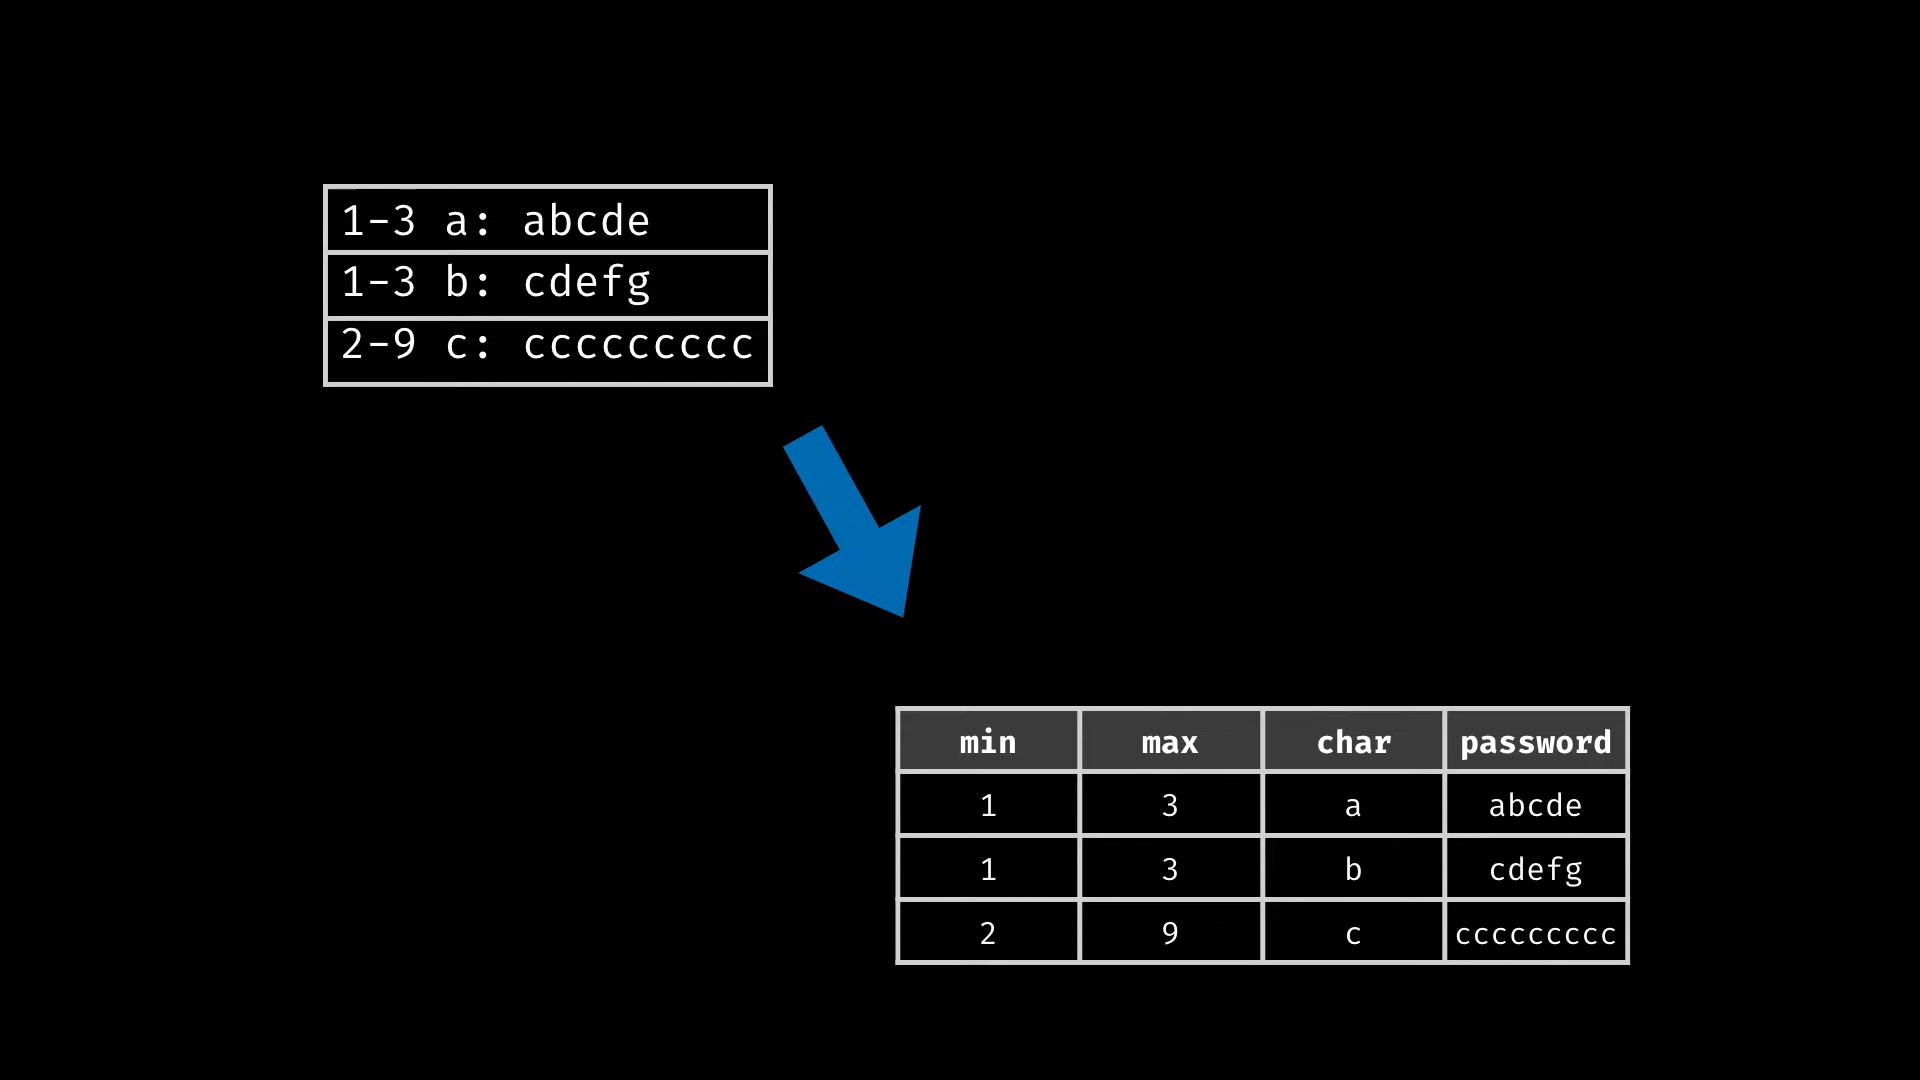 1-3 a: abcde
1-3 b: cdefg
2-9 c: ccccccccc
min max char password
1 3 a abcde
1 3 b cdefg
2 9 c ccccccccc